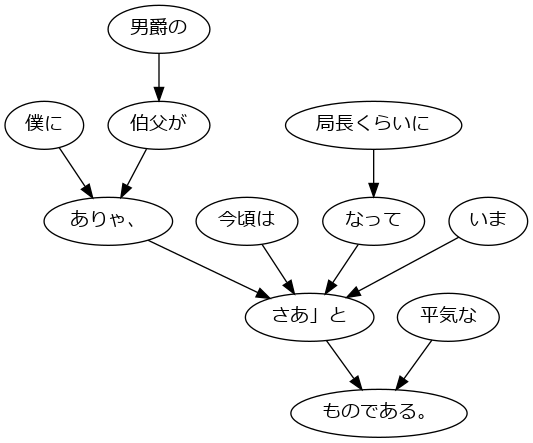 男爵の
僕に
伯父が
局長くらいに
ありゃ、
今頃は
なって
いま
さあ」と
平気な
ものである。